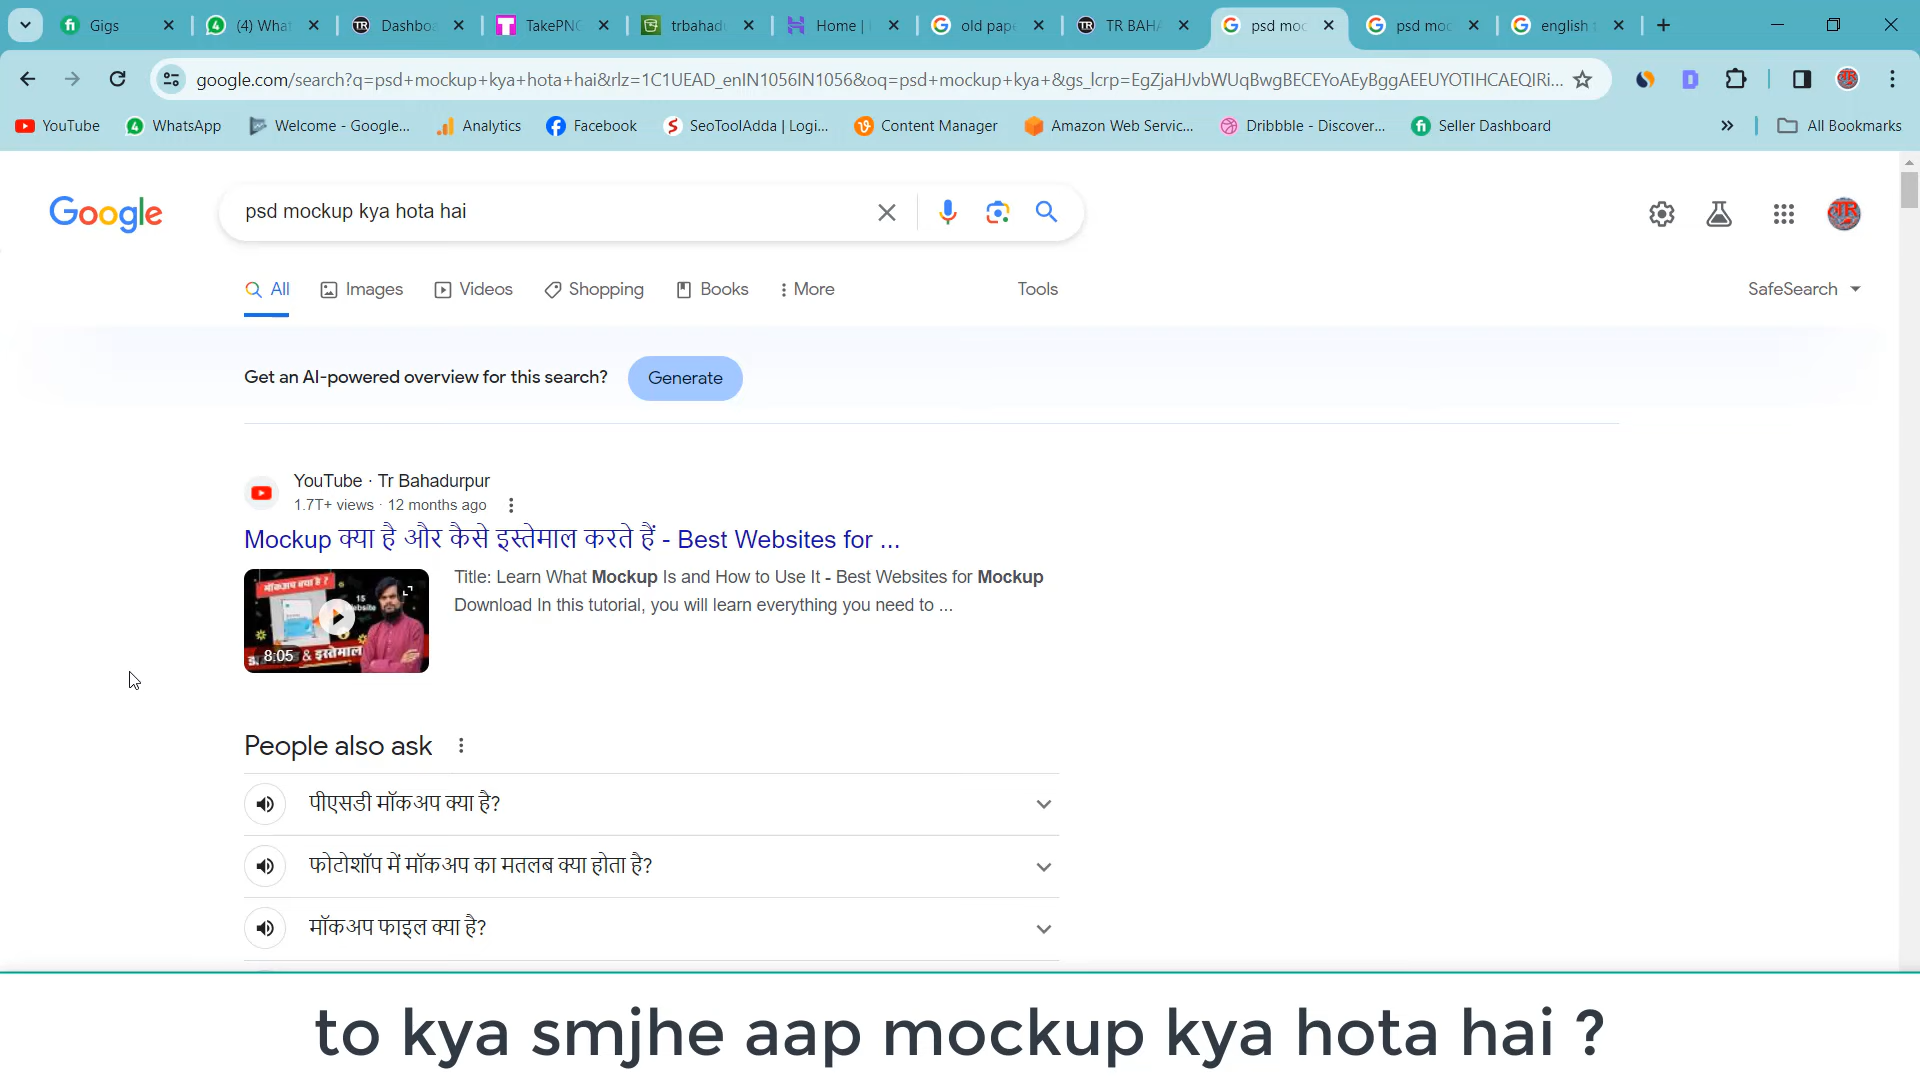 Gigs
(4) What
Dashbo
TakePNG
trbahad
Home |
old pap
TR BAHA
psd moc
psd moc
english
google.com/search?q=psd+mockup+kya+hota+hai&rlz=1C1UEAD_enIN1056IN1056&oq=psd+mockup+kya+&gs_lcrp=EgZjaHJvbWUqBwgBECEYoAEyBggAEEUYOTIHCAEQIRi...
YouTube
WhatsApp
Welcome - Google...
Analytics
Facebook
SeoToolAdda | Logi...
Content Manager
Amazon Web Servic...
Dribbble - Discover...
Seller Dashboard
All Bookmarks
Google
psd mockup kya hota hai
All
Images
Videos
Shopping
Books
More
Tools
SafeSearch
Get an AI-powered overview for this search?
Generate
YouTube · Tr Bahadurpur
1.7T+ views · 12 months ago
Mockup क्या है और कैसे इस्तेमाल करते हैं - Best Websites for ...
Title: Learn What Mockup Is and How to Use It - Best Websites for Mockup
Download In this tutorial, you will learn everything you need to ...
मॉकअप क्या है ?
15
8:05 & इस्तेमाल
People also ask
पीएसडी मॉकअप क्या है?
फोटोशॉप में मॉकअप का मतलब क्या होता है?
मॉकअप फाइल क्या है?
to kya smjhe aap mockup kya hota hai ?